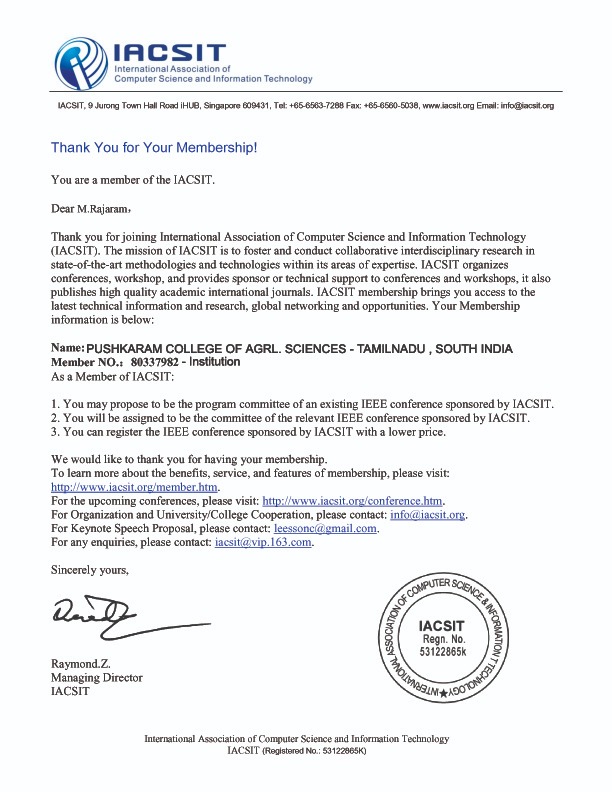 IACSIT
International Association of
Computer Science and Information Technology
IACSIT, 9 Jurong Town Hall Road iHUB, Singapore 609431, Tel: +65-6563-7288 Fax: +65-6560-5038, www.iacsit.org Email: info@iacsit.org
Thank You for Your Membership!
You are a member of the IACSIT.
Dear M.Rajaram,
Thank you for joining International Association of Computer Science and Information Technology
(IACSIT). The mission of IACSIT is to foster and conduct collaborative interdisciplinary research in
state-of-the-art methodologies and technologies within its areas of expertise. IACSIT organizes
conferences, workshop, and provides sponsor or technical support to conferences and workshops, it also
publishes high quality academic international journals. IACSIT membership brings you access to the
latest technical information and research, global networking and opportunities. Your Membership
information is below:
Name: PUSHKARAM COLLEGE OF AGRL. SCIENCES - TAMILNADU , SOUTH INDIA
Member NO.: 80337982 - Institution
As a Member of IACSIT:
1. You may propose to be the program committee of an existing IEEE conference sponsored by IACSIT.
2. You will be assigned to be the committee of the relevant IEEE conference sponsored by IACSIT.
3. You can register the IEEE conference sponsored by IACSIT with a lower price.
We would like to thank you for having your membership.
To learn more about the benefits, service, and features of membership, please visit:
http://www.iacsit.org/member.htm.
For the upcoming conferences, please visit: http://www.iacsit.org/conference.htm.
For Organization and University/College Cooperation, please contact: info@iacsit.org.
For Keynote Speech Proposal, please contact: leessonc@gmail.com.
For any enquiries, please contact: iacsit@vip.163.com.
Sincerely yours,
Raymond.Z.
Managing Director
IACSIT
INTERNATIONAL ASSOCIATION OF COMPUTER SCIENCE & INFORMATION TECHNOLOGY
IACSIT
Regn. No.
53122865k
International Association of Computer Science and Information Technology
IACSIT (Registered No.: 53122865K)